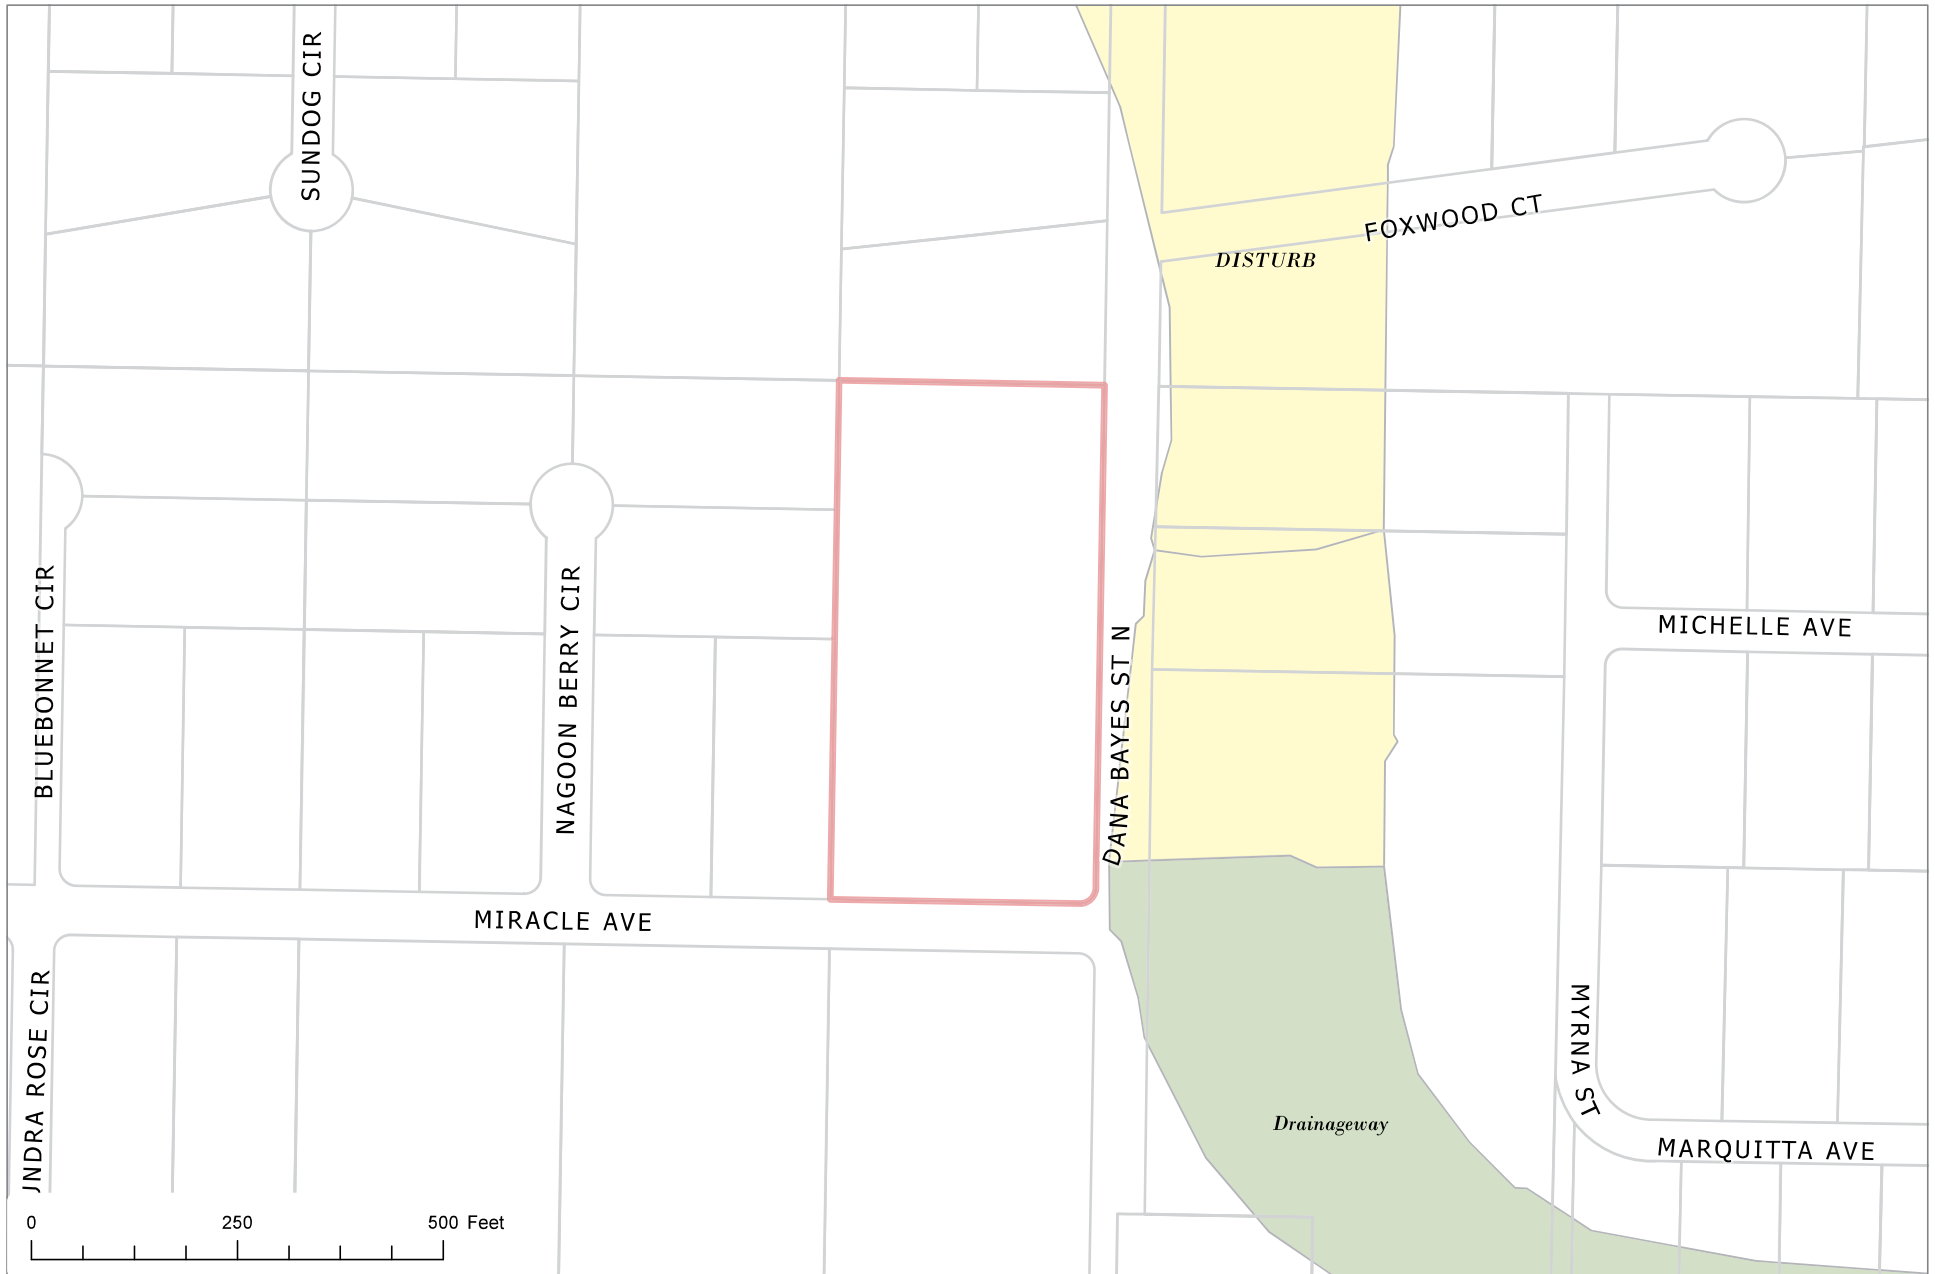 SUNDOG CIR
FOXWOOD CT
DISTURB
BLUEBONNET CIR
NAGOON BERRY CIR
DANA BAYES ST N
MICHELLE AVE
MIRACLE AVE
UNDRA ROSE CIR
MYRNA ST
Drainageway
MARQUITTA AVE
0 250 500 Feet